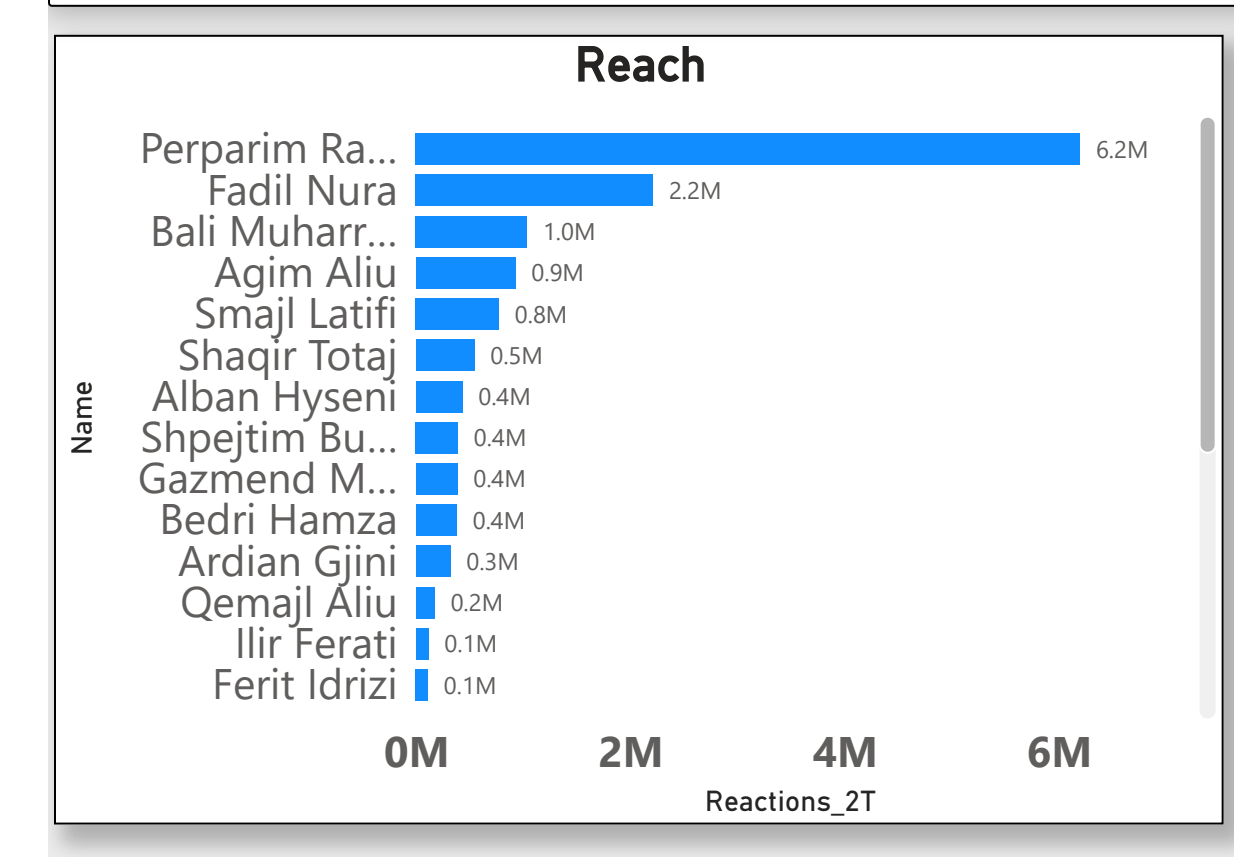 Reach
Name
Perparim Ra... 6.2M
Fadil Nura 2.2M
Bali Muharr... 1.0M
Agim Aliu 0.9M
Smajl Latifi 0.8M
Shaqir Totaj 0.5M
Alban Hyseni 0.4M
Shpejtim Bu... 0.4M
Gazmend M... 0.4M
Bedri Hamza 0.4M
Ardian Gjini 0.3M
Qemajl Aliu 0.2M
Ilir Ferati 0.1M
Ferit Idrizi 0.1M
0M 2M 4M 6M
Reactions_2T